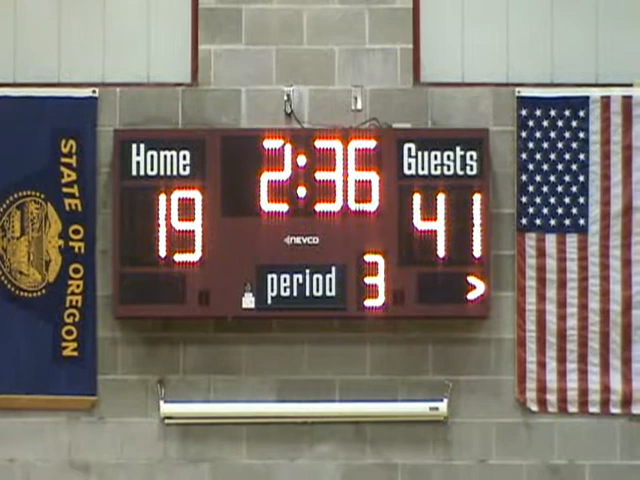 Home 2:36 Guests
19 41
NEVCO
period 3 >
STATE OF OREGON